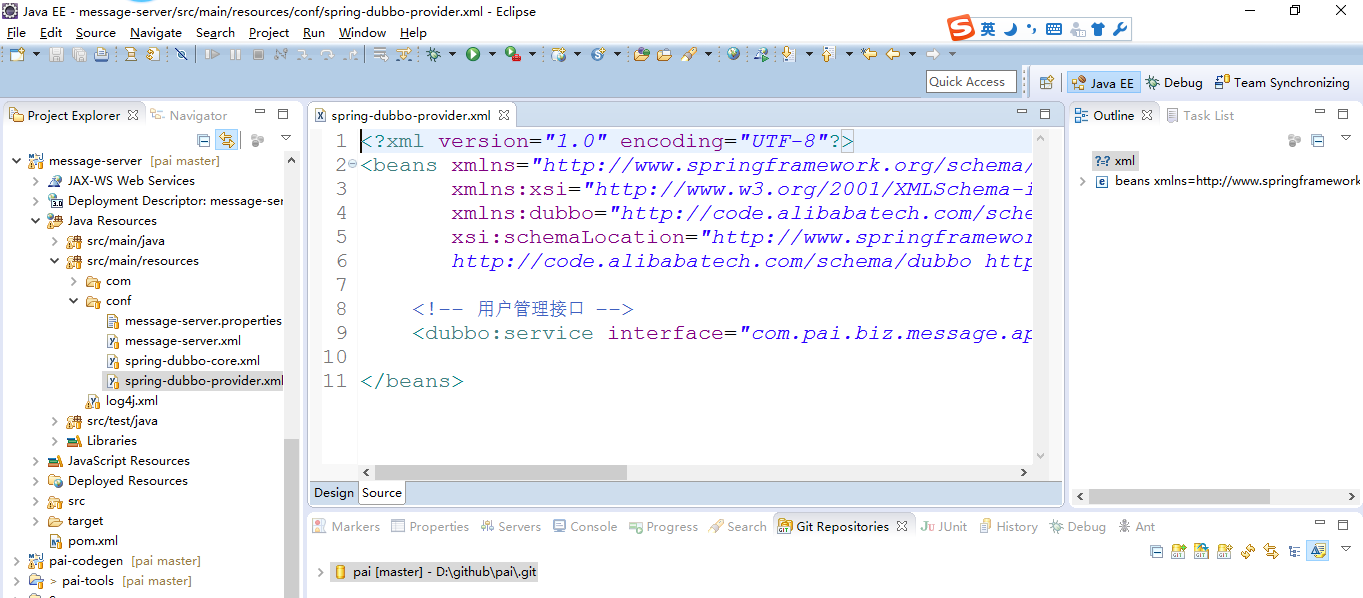 Java EE - message-server/src/main/resources/conf/spring-dubbo-provider.xml - Eclipse
File Edit Source Navigate Search Project Run Window Help
英
Quick Access
Java EE
Debug
Team Synchronizing
Project Explorer
Navigator
message-server [pai master]
JAX-WS Web Services
Deployment Descriptor: message-ser
Java Resources
src/main/java
src/main/resources
com
conf
message-server.properties
message-server.xml
spring-dubbo-core.xml
spring-dubbo-provider.xml
log4j.xml
src/test/java
Libraries
JavaScript Resources
Deployed Resources
src
target
pom.xml
pai-codegen [pai master]
> pai-tools [pai master]
spring-dubbo-provider.xml
1 <?xml version="1.0" encoding="UTF-8"?>
2 <beans xmlns="http://www.springframework.org/schema/
3 xmlns:xsi="http://www.w3.org/2001/XMLSchema-i
4 xmlns:dubbo="http://code.alibabatech.com/sche
5 xsi:schemaLocation="http://www.springframewor
6 http://code.alibabatech.com/schema/dubbo http
7
8 <!-- 用户管理接口 -->
9 <dubbo:service interface="com.pai.biz.message.ap
10
11 </beans>
Design Source
Outline
Task List
?-? xml
e beans xmlns=http://www.springframework
Markers Properties Servers Console Progress Search Git Repositories JUnit History Debug Ant
pai [master] - D:\github\pai\.git